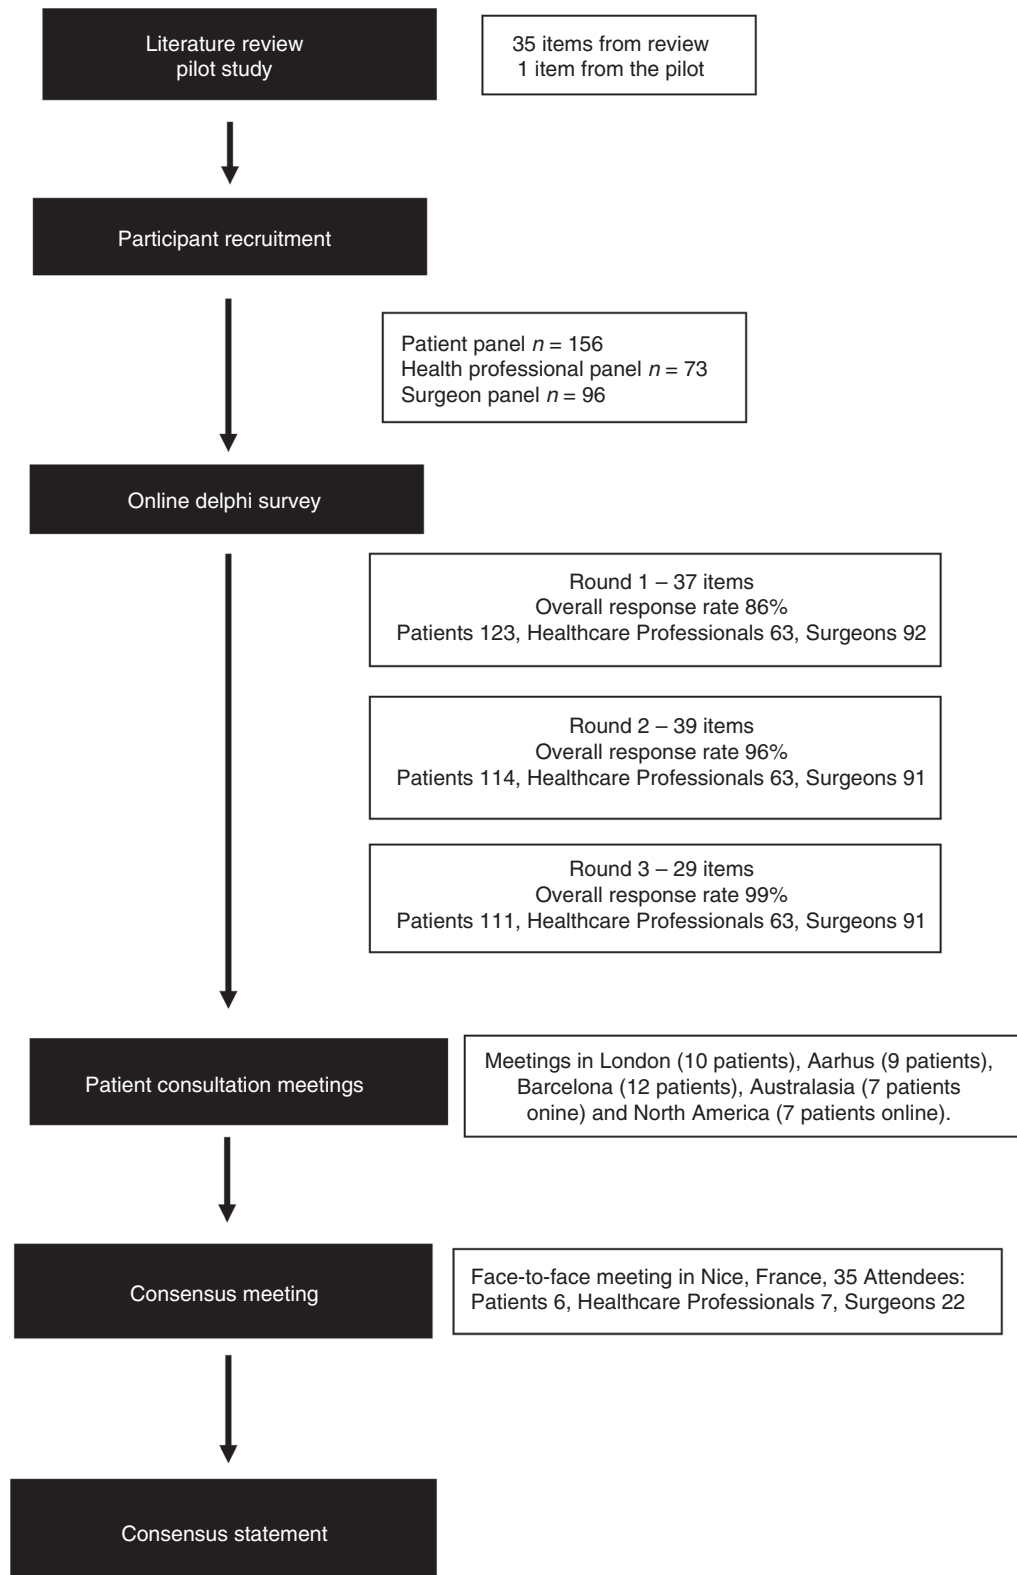 Literature review
pilot study
35 items from review
1 item from the pilot
Participant recruitment
Patient panel n = 156
Health professional panel n = 73
Surgeon panel n = 96
Online delphi survey
Round 1 – 37 items
Overall response rate 86%
Patients 123, Healthcare Professionals 63, Surgeons 92
Round 2 – 39 items
Overall response rate 96%
Patients 114, Healthcare Professionals 63, Surgeons 91
Round 3 – 29 items
Overall response rate 99%
Patients 111, Healthcare Professionals 63, Surgeons 91
Patient consultation meetings
Meetings in London (10 patients), Aarhus (9 patients),
Barcelona (12 patients), Australasia (7 patients
onine) and North America (7 patients online).
Consensus meeting
Face-to-face meeting in Nice, France, 35 Attendees:
Patients 6, Healthcare Professionals 7, Surgeons 22
Consensus statement